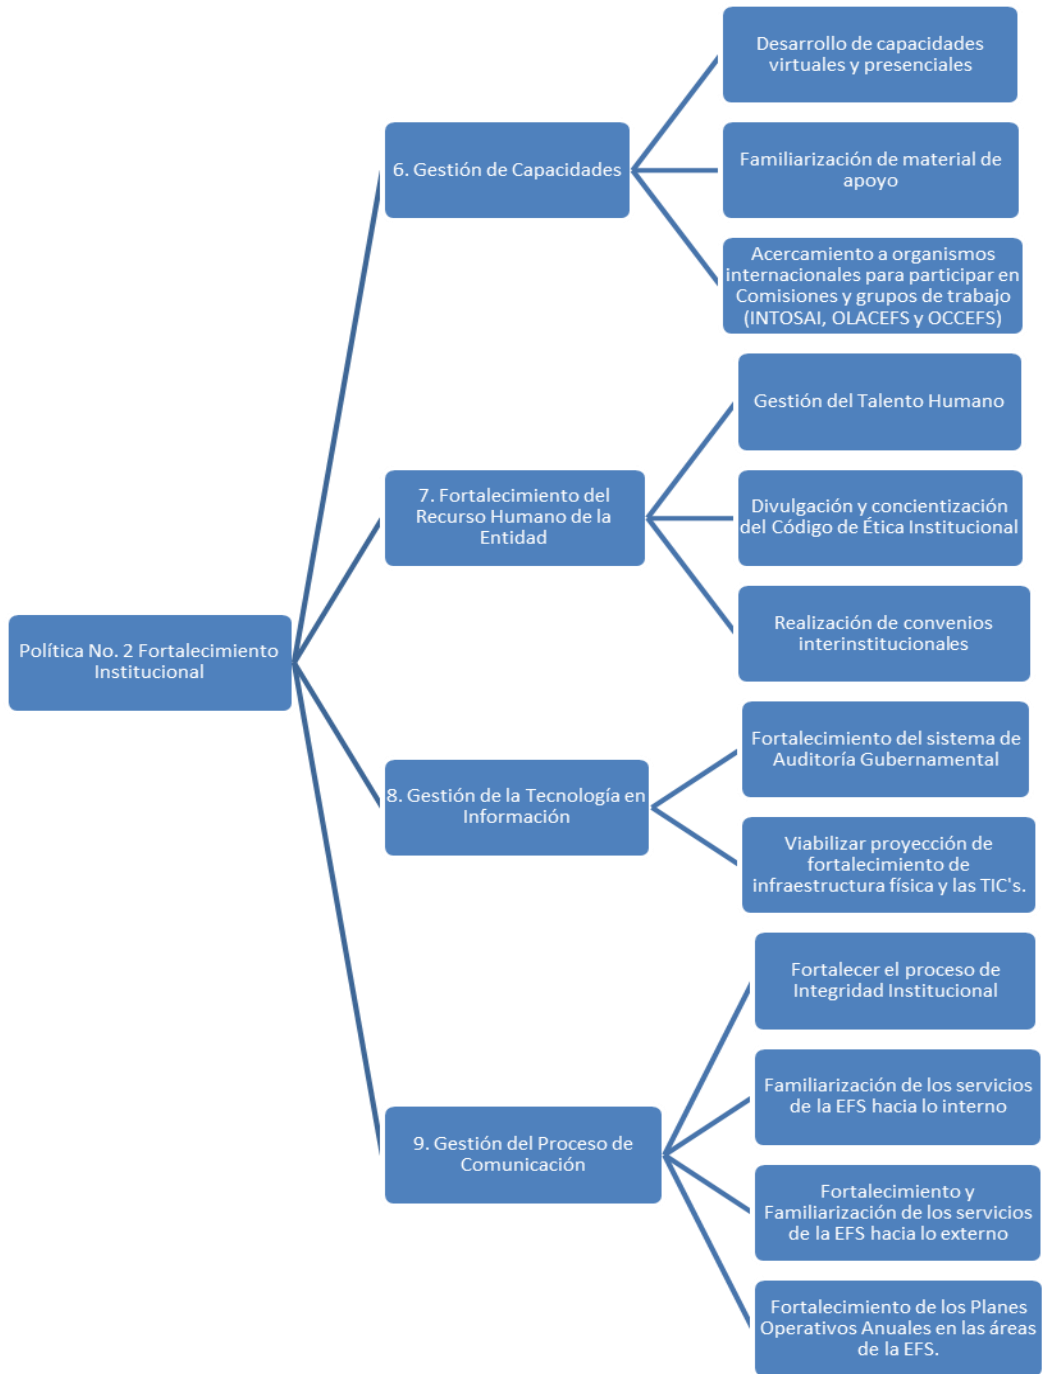 Política No. 2 Fortalecimiento
Institucional
6. Gestión de Capacidades
Desarrollo de capacidades
virtuales y presenciales
Familiarización de material de
apoyo
Acercamiento a organismos
internacionales para participar en
Comisiones y grupos de trabajo
(INTOSAI, OLACEFS y OCCEFS)
7. Fortalecimiento del
Recurso Humano de la
Entidad
Gestión del Talento Humano
Divulgación y concientización
del Código de Ética Institucional
Realización de convenios
interinstitucionales
8. Gestión de la Tecnología en
Información
Fortalecimiento del sistema de
Auditoría Gubernamental
Viabilizar proyección de
fortalecimiento de
infraestructura física y las TIC's.
9. Gestión del Proceso de
Comunicación
Fortalecer el proceso de
Integridad Institucional
Familiarización de los servicios
de la EFS hacia lo interno
Fortalecimiento y
Familiarización de los servicios
de la EFS hacia lo externo
Fortalecimiento de los Planes
Operativos Anuales en las áreas
de la EFS.